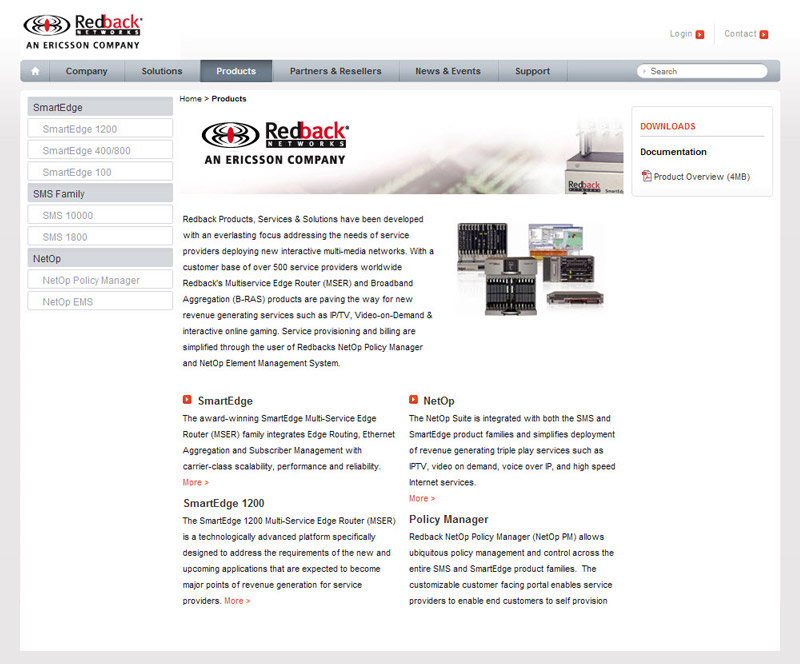 Redback
NETWORKS
AN ERICSSON COMPANY
Login
Contact
Company
Solutions
Products
Partners & Resellers
News & Events
Support
Search
SmartEdge
SmartEdge 1200
SmartEdge 400/800
SmartEdge 100
SMS Family
SMS 10000
SMS 1800
NetOp
NetOp Policy Manager
NetOp EMS
Home > Products
Redback
NETWORKS
AN ERICSSON COMPANY
Redback
NETWORKS
SmartEdge
DOWNLOADS
Documentation
Product Overview (4MB)
Redback Products, Services & Solutions have been developed
with an everlasting focus addressing the needs of service
providers deploying new interactive multi-media networks. With a
customer base of over 500 service providers worldwide
Redback's Multiservice Edge Router (MSER) and Broadband
Aggregation (B-RAS) products are paving the way for new
revenue generating services such as IP/TV, Video-on-Demand &
interactive online gaming. Service provisioning and billing are
simplified through the user of Redbacks NetOp Policy Manager
and NetOp Element Management System.
SmartEdge
The award-winning SmartEdge Multi-Service Edge
Router (MSER) family integrates Edge Routing, Ethernet
Aggregation and Subscriber Management with
carrier-class scalability, performance and reliability.
More >
SmartEdge 1200
The SmartEdge 1200 Multi-Service Edge Router (MSER)
is a technologically advanced platform specifically
designed to address the requirements of the new and
upcoming applications that are expected to become
major points of revenue generation for service
providers. More >
NetOp
The NetOp Suite is integrated with both the SMS and
SmartEdge product families and simplifies deployment
of revenue generating triple play services such as
IPTV, video on demand, voice over IP, and high speed
Internet services.
More >
Policy Manager
Redback NetOp Policy Manager (NetOp PM) allows
ubiquitous policy management and control across the
entire SMS and SmartEdge product families. The
customizable customer facing portal enables service
providers to enable end customers to self provision